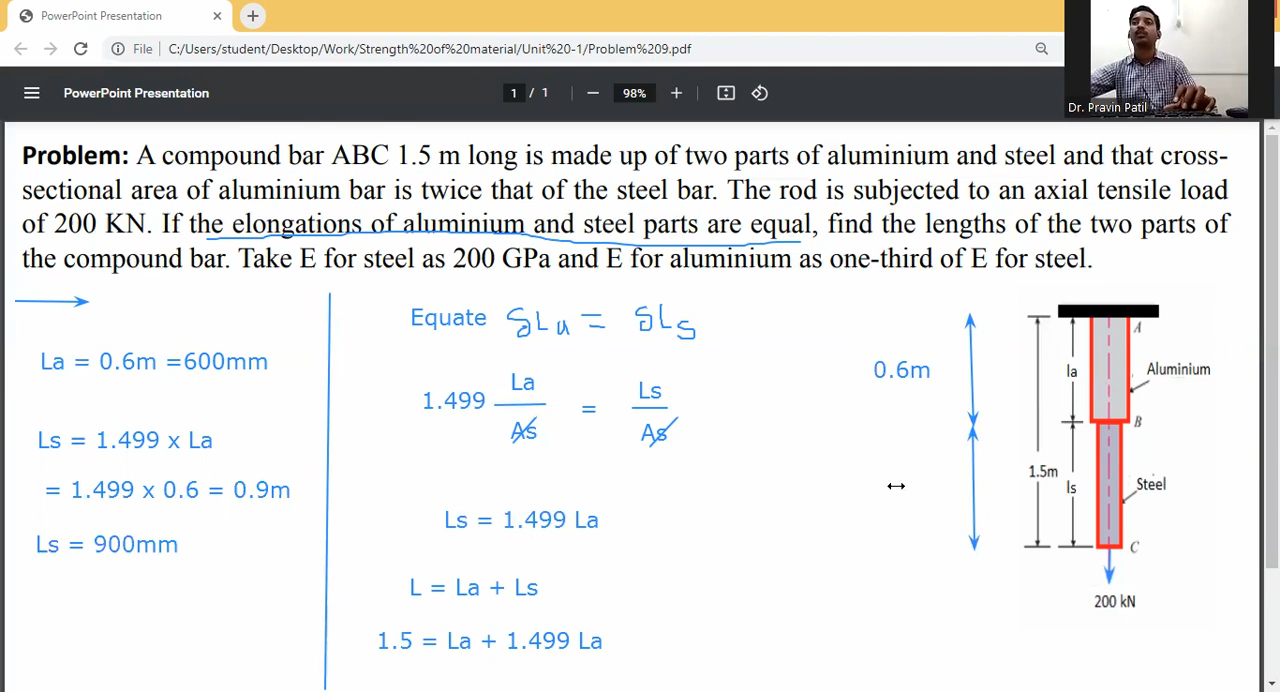 PowerPoint Presentation
File | C:/Users/student/Desktop/Work/Strength%20of%20material/Unit%20-1/Problem%209.pdf
PowerPoint Presentation
1 / 1
98%
Dr. Pravin Patil
Problem: A compound bar ABC 1.5 m long is made up of two parts of aluminium and steel and that cross-
sectional area of aluminium bar is twice that of the steel bar. The rod is subjected to an axial tensile load
of 200 KN. If the elongations of aluminium and steel parts are equal, find the lengths of the two parts of
the compound bar. Take E for steel as 200 GPa and E for aluminium as one-third of E for steel.
La = 0.6m =600mm
Ls = 1.499 x La
= 1.499 x 0.6 = 0.9m
Ls = 900mm
Equate δLa = δLs
1.499 La/As = Ls/As
Ls = 1.499 La
L = La + Ls
1.5 = La + 1.499 La
0.6m
A
la
Aluminium
B
1.5m
ls
Steel
C
200 kN